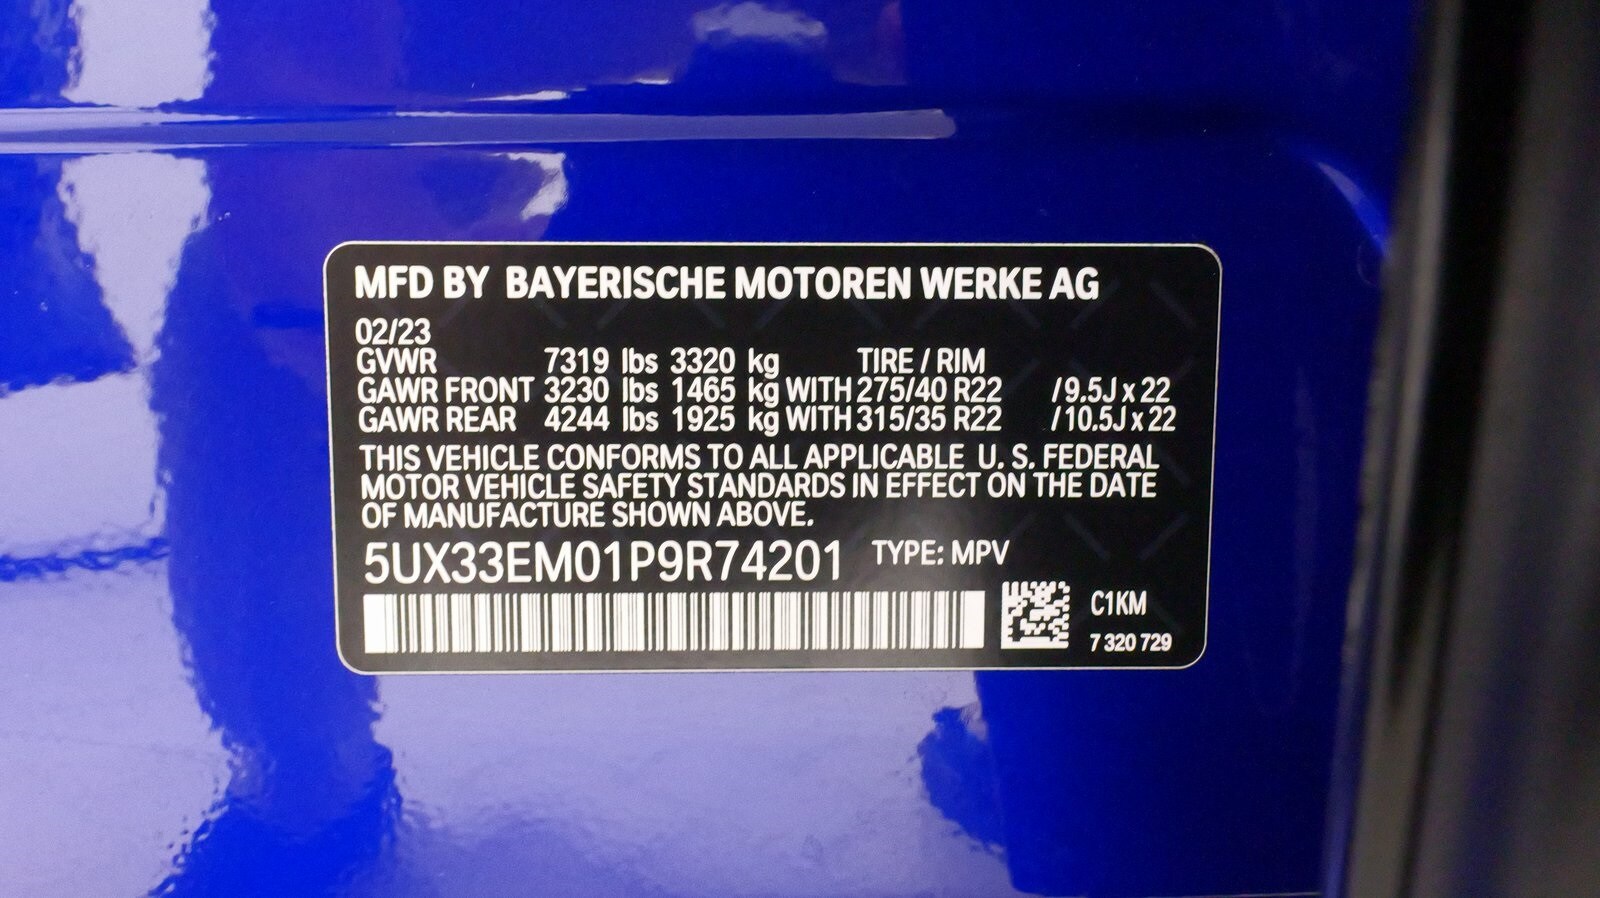 MFD BY BAYERISCHE MOTOREN WERKE AG
02/23
GVWR 7319 lbs 3320 kg TIRE / RIM
GAWR FRONT 3230 lbs 1465 kg WITH 275/40 R22 /9.5J x 22
GAWR REAR 4244 lbs 1925 kg WITH 315/35 R22 /10.5J x 22
THIS VEHICLE CONFORMS TO ALL APPLICABLE U. S. FEDERAL
MOTOR VEHICLE SAFETY STANDARDS IN EFFECT ON THE DATE
OF MANUFACTURE SHOWN ABOVE.
5UX33EM01P9R74201 TYPE: MPV
C1KM
7 320 729